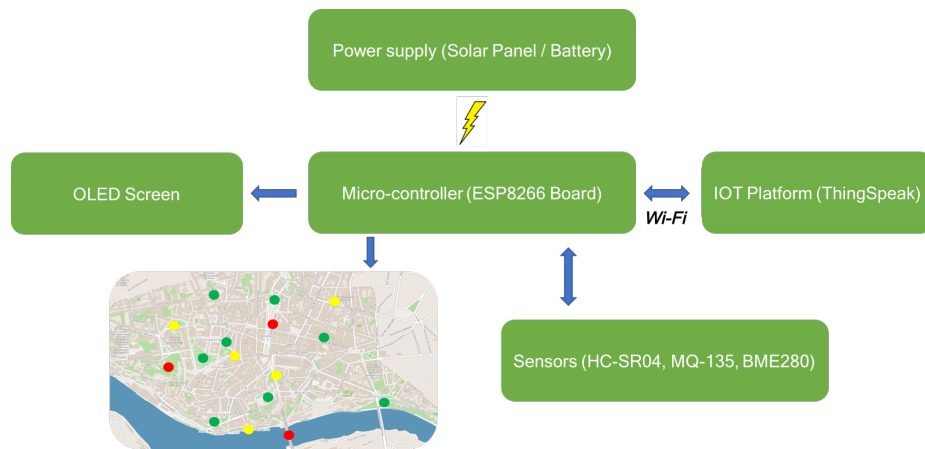 Power supply (Solar Panel / Battery)
OLED Screen
Micro-controller (ESP8266 Board)
Wi-Fi
IOT Platform (ThingSpeak)
Sensors (HC-SR04, MQ-135, BME280)